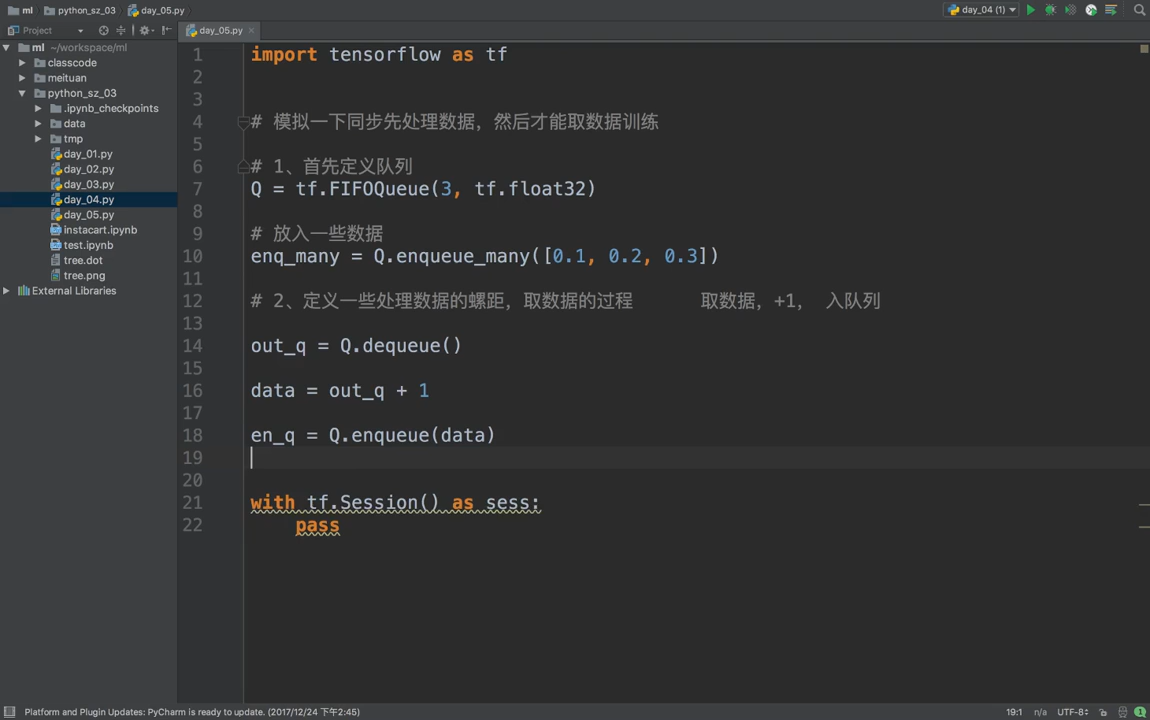 ml python_sz_03 day_05.py
day_04 (1)
Project
day_05.py
ml ~/workspace/ml
classcode
meituan
python_sz_03
.ipynb_checkpoints
data
tmp
day_01.py
day_02.py
day_03.py
day_04.py
day_05.py
instacart.ipynb
test.ipynb
tree.dot
tree.png
External Libraries
1 import tensorflow as tf
2
3
4 # 模拟一下同步先处理数据，然后才能取数据训练
5
6 # 1、首先定义队列
7 Q = tf.FIFOQueue(3, tf.float32)
8
9 # 放入一些数据
10 enq_many = Q.enqueue_many([0.1, 0.2, 0.3])
11
12 # 2、定义一些处理数据的螺距，取数据的过程 取数据，+1， 入队列
13
14 out_q = Q.dequeue()
15
16 data = out_q + 1
17
18 en_q = Q.enqueue(data)
19
20
21 with tf.Session() as sess:
22 pass
Platform and Plugin Updates: PyCharm is ready to update. (2017/12/24 下午2:45)
19:1 n/a UTF-8 1